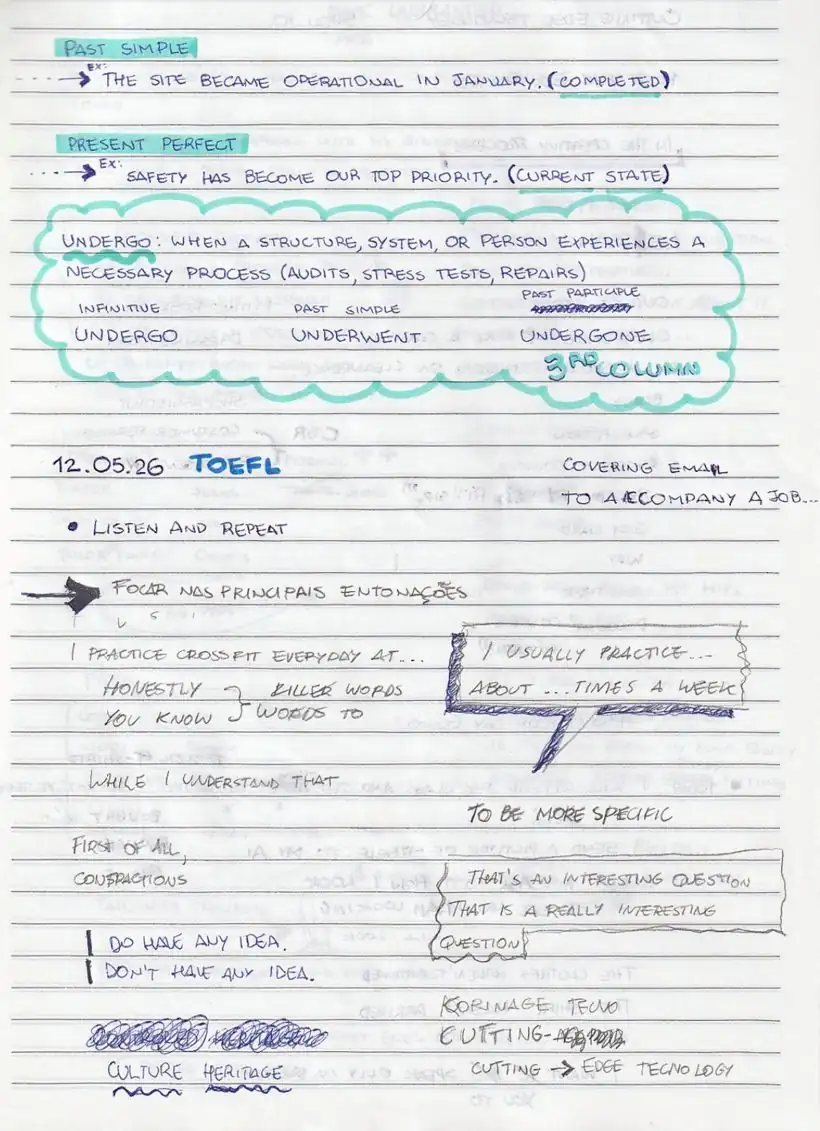 PAST SIMPLE
EX:
THE SITE BECAME OPERATIONAL IN JANUARY. (COMPLETED)
PRESENT PERFECT
EX:
SAFETY HAS BECOME OUR TOP PRIORITY. (CURRENT STATE)
UNDERGO: WHEN A STRUCTURE, SYSTEM, OR PERSON EXPERIENCES A
NECESSARY PROCESS (AUDITS, STRESS TESTS, REPAIRS)
INFINITIVE PAST SIMPLE PAST PARTICIPLE
UNDERGO UNDERWENT. UNDERGONE
3RD COLUMN
12.05.26 TOEFL
COVERING EMAIL
TO ACCOMPANY A JOB...
• LISTEN AND REPEAT
FOCAR NAS PRINCIPAIS ENTONAÇÕES
I PRACTICE CROSSFIT EVERYDAY AT...
I USUALLY PRACTICE...
ABOUT ... TIMES A WEEK
HONESTLY } KILLER WORDS
YOU KNOW } WORDS TO
WHILE I UNDERSTAND THAT
TO BE MORE SPECIFIC
FIRST OF ALL,
CONTRACTIONS
THAT'S AN INTERESTING QUESTION
THAT IS A REALLY INTERESTING
QUESTION
I DO HAVE ANY IDEA.
I DON'T HAVE ANY IDEA.
KORINAGE TECNO
CUTTING-
CULTURE HERITAGE
CUTTING → EDGE TECNOLOGY